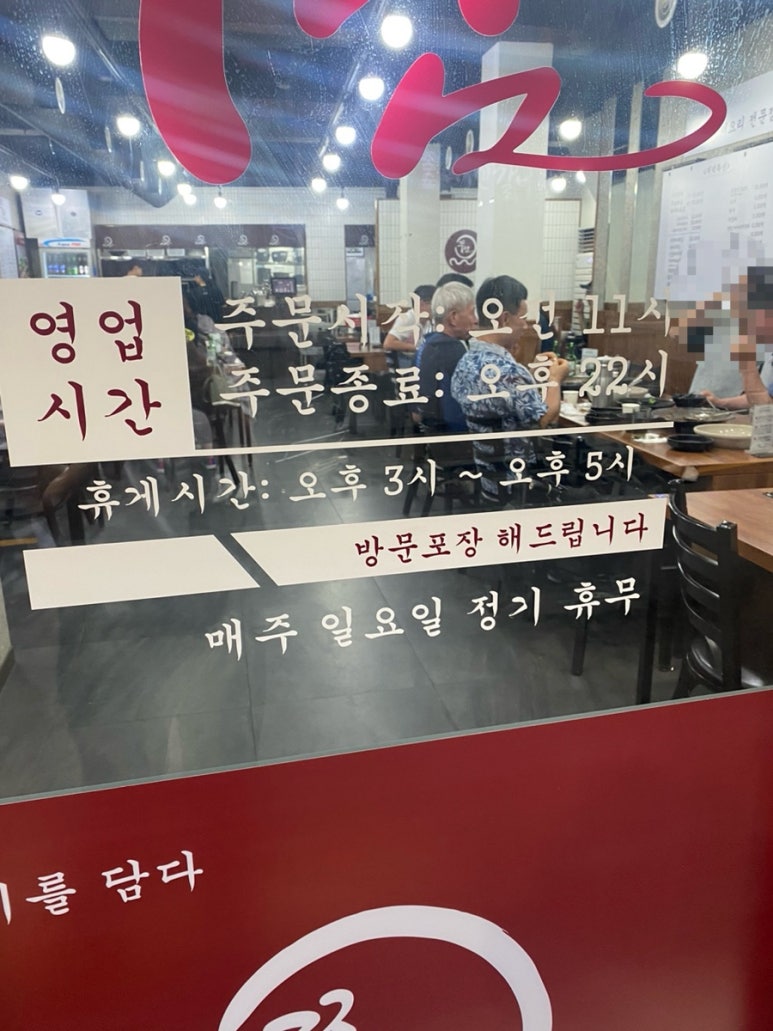 영업
시간
주문시작: 오전 11시
주문종료: 오후 22시
휴게시간: 오후 3시 ~ 오후 5시
방문포장 해드립니다
매주 일요일 정기 휴무
를 담다